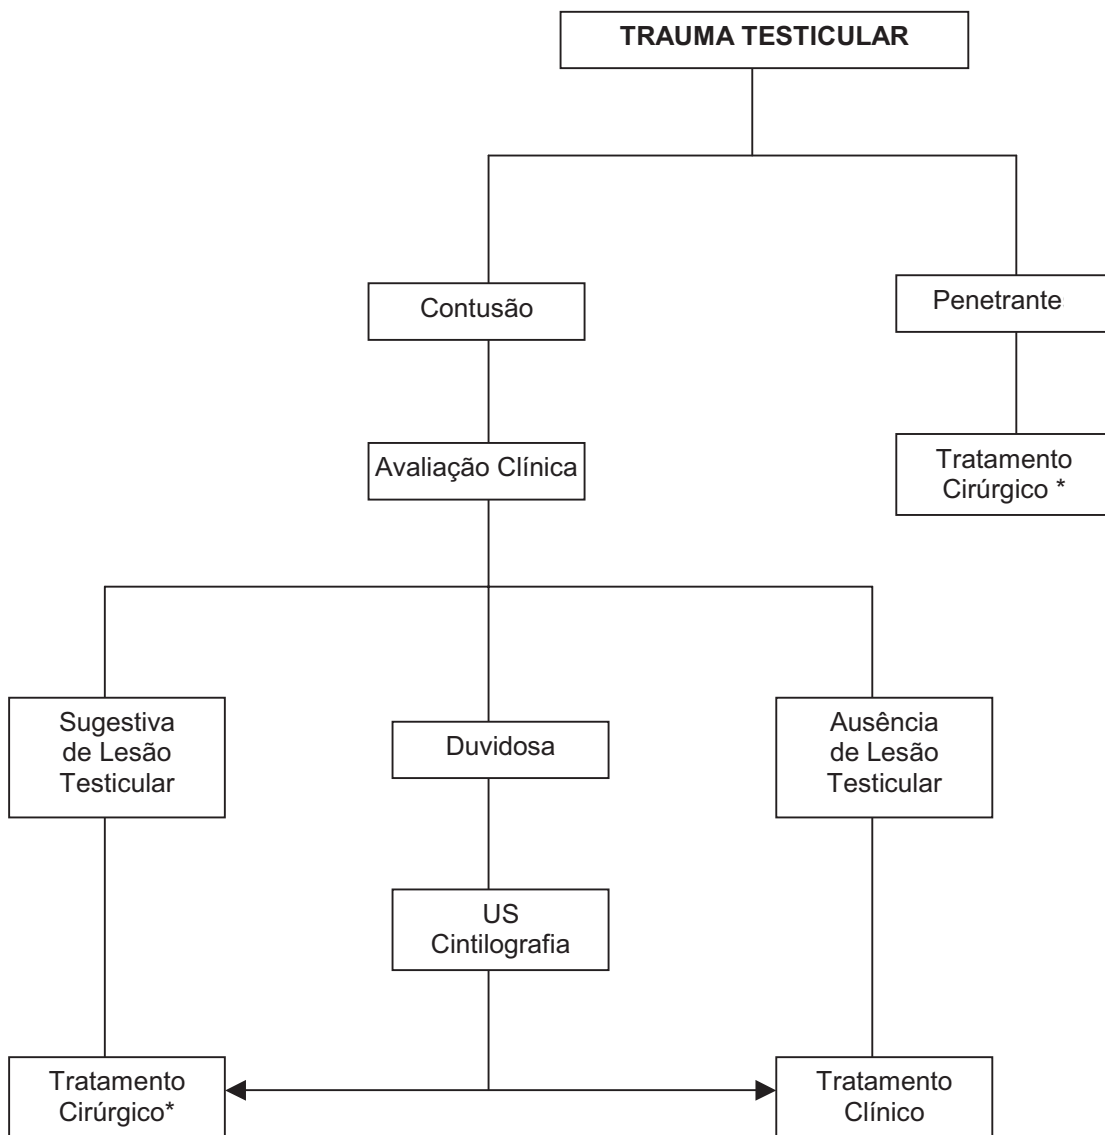 TRAUMA TESTICULAR
Contusão
Penetrante
Avaliação Clínica
Tratamento
Cirúrgico *
Sugestiva
de Lesão
Testicular
Duvidosa
Ausência
de Lesão
Testicular
US
Cintilografia
Tratamento
Cirúrgico*
Tratamento
Clínico